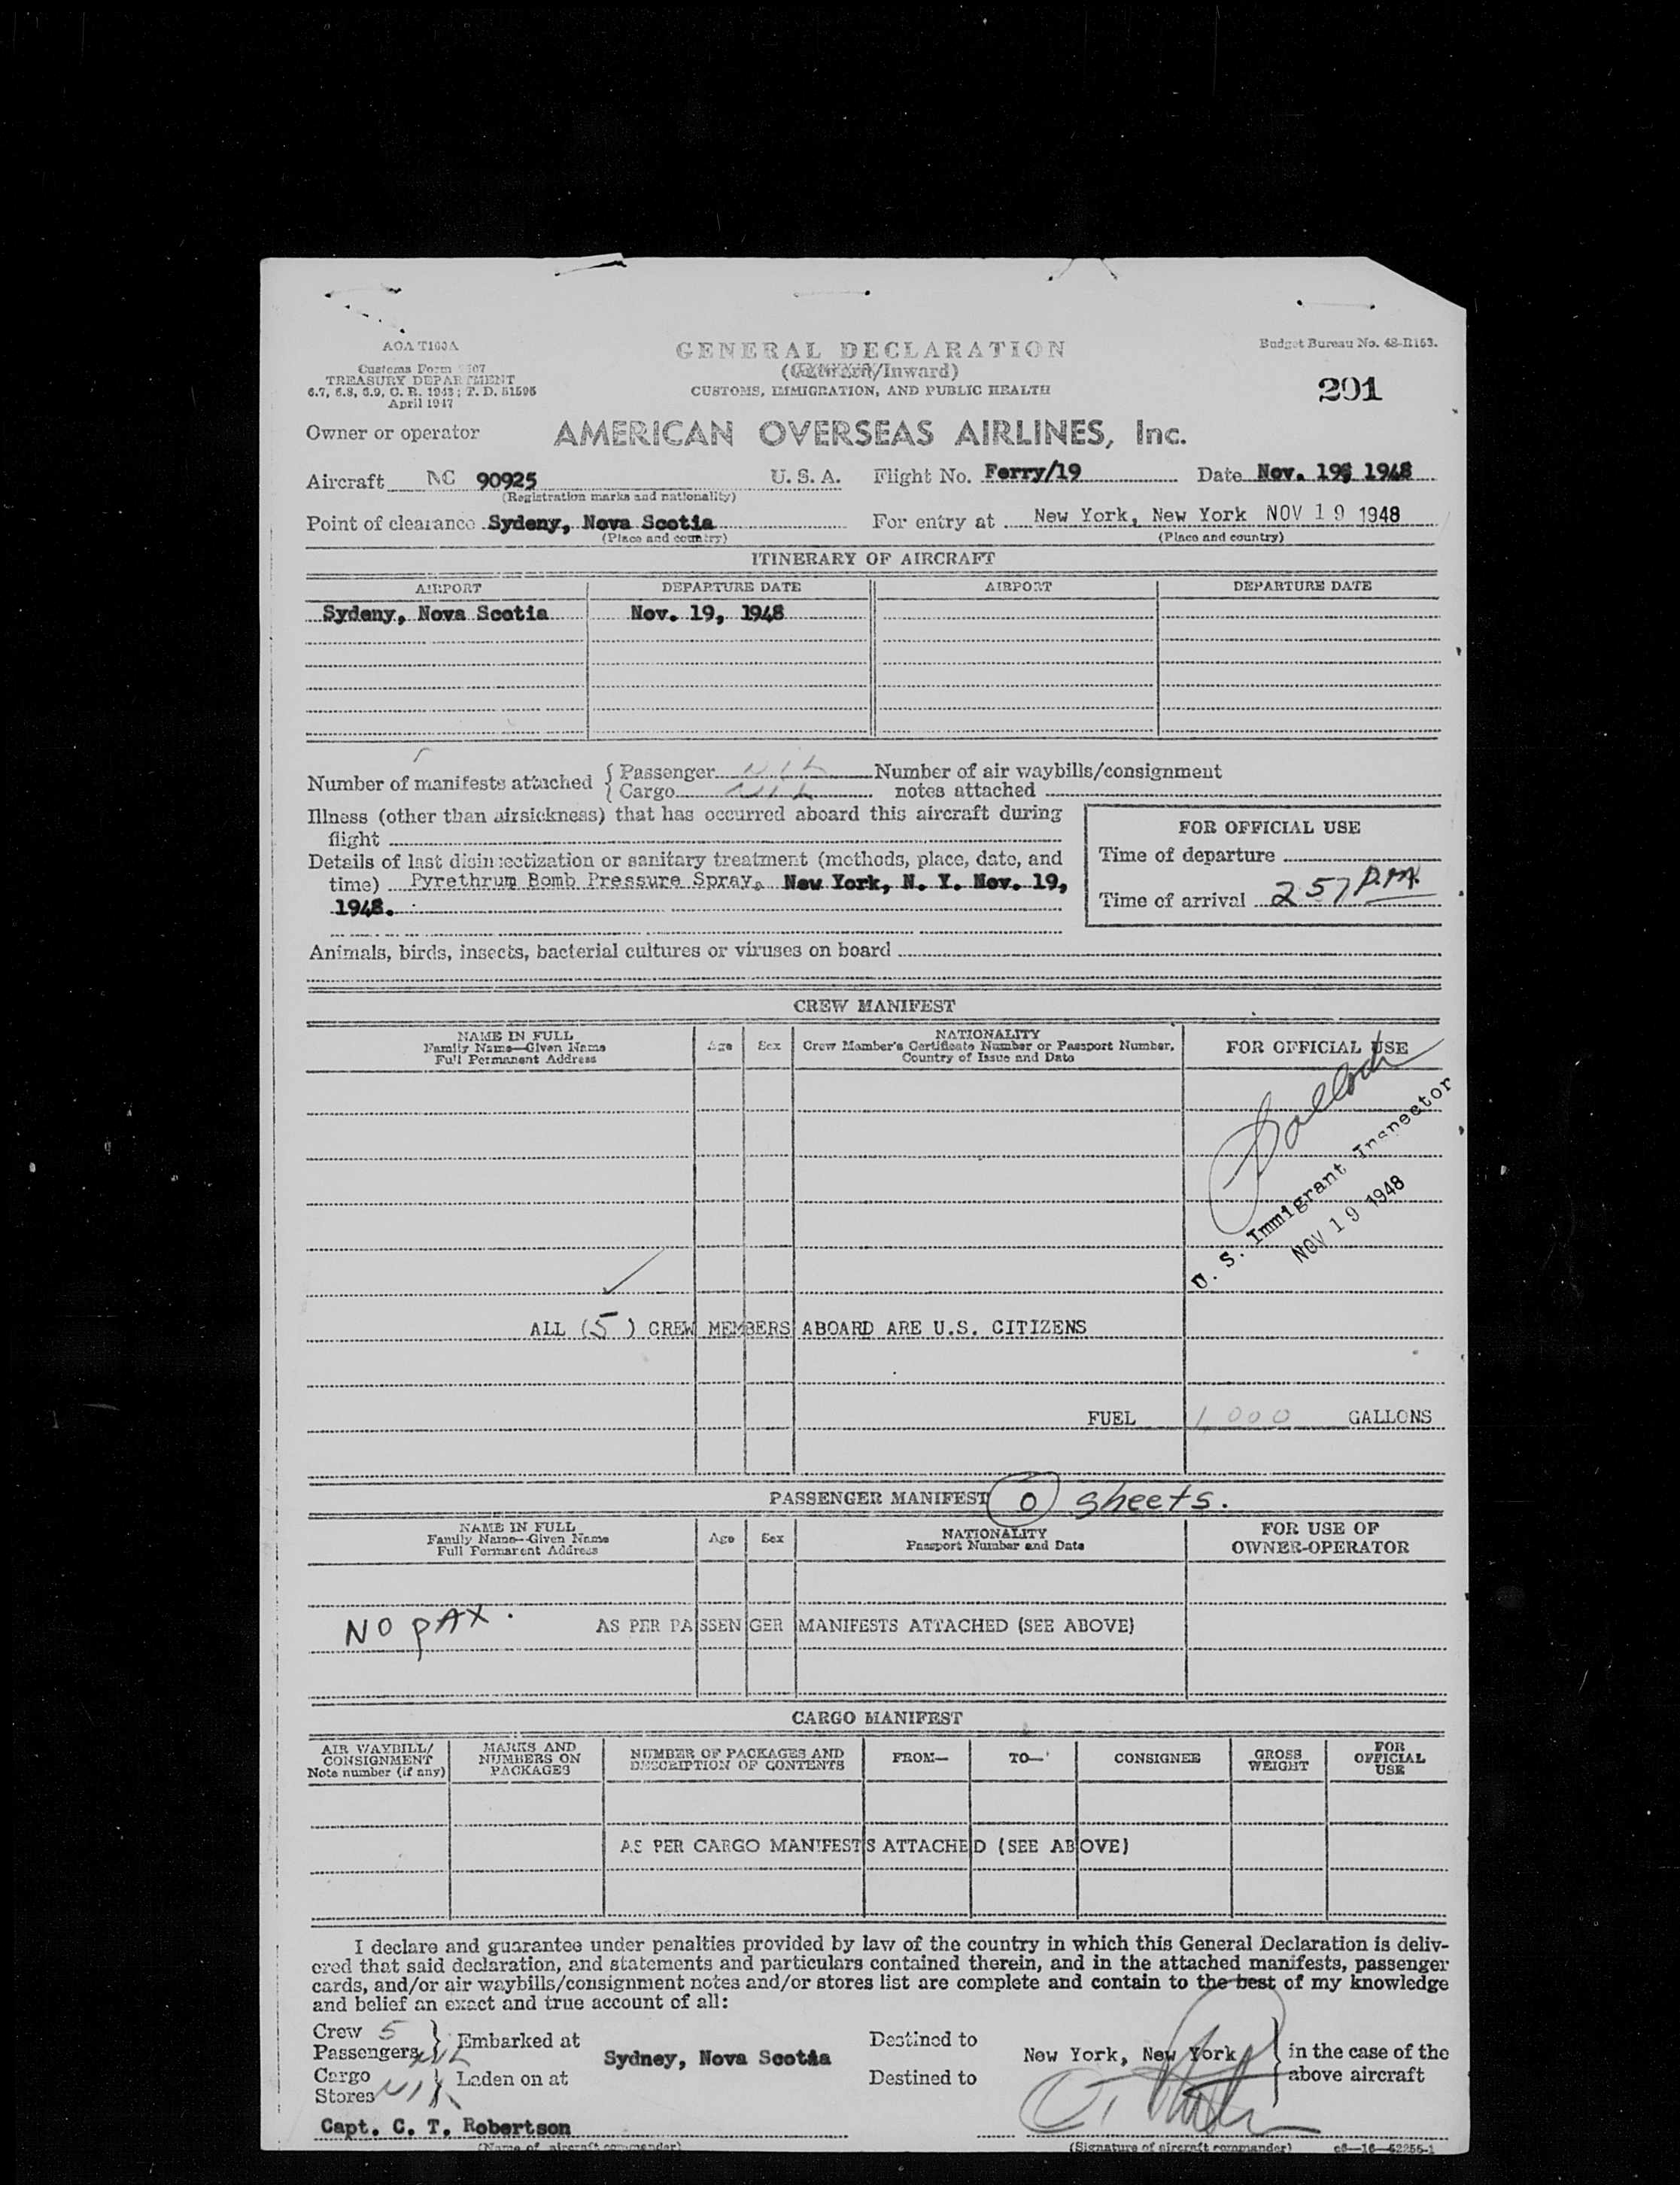 AOA T100A
Customs Form 7507
TREASURY DEPARTMENT
6.7, 6.8, 6.9, C. R. 1943; T. D. 51595
April 1947
GENERAL DECLARATION
(Outward/Inward)
CUSTOMS, IMMIGRATION, AND PUBLIC HEALTH
Budget Bureau No. 48-R153.
201
Owner or operator AMERICAN OVERSEAS AIRLINES, Inc.
Aircraft NC 90925 U. S. A. Flight No. Ferry/19 Date Nov. 19, 1948
(Registration marks and nationality)
Point of clearance Sydeny, Nova Scotia For entry at New York, New York NOV 19 1948
(Place and country) (Place and country)
ITINERARY OF AIRCRAFT
AIRPORT DEPARTURE DATE AIRPORT DEPARTURE DATE
Sydeny, Nova Scotia Nov. 19, 1948
Number of manifests attached { Passenger NIL Number of air waybills/consignment
{ Cargo NIL notes attached
Illness (other than airsickness) that has occurred aboard this aircraft during
flight
Details of last disinsectization or sanitary treatment (methods, place, date, and
time) Pyrethrum Bomb Pressure Spray, New York, N. Y. Nov. 19,
1948.
FOR OFFICIAL USE
Time of departure
Time of arrival 2 57 P.M.
Animals, birds, insects, bacterial cultures or viruses on board
CREW MANIFEST
NAME IN FULL
Family Name—Given Name
Full Permanent Address
Age Sex
NATIONALITY
Crew Member's Certificate Number or Passport Number,
Country of Issue and Date
FOR OFFICIAL USE
U. S. Immigrant Inspector
NOV 19 1948
ALL (5) CREW MEMBERS ABOARD ARE U.S. CITIZENS
FUEL 1000 GALLONS
PASSENGER MANIFEST 0 sheets.
NAME IN FULL
Family Name—Given Name
Full Permanent Address
Age Sex
NATIONALITY
Passport Number and Date
FOR USE OF
OWNER-OPERATOR
NO PAX. AS PER PASSENGER MANIFESTS ATTACHED (SEE ABOVE)
CARGO MANIFEST
AIR WAYBILL/
CONSIGNMENT
Note number (if any)
MARKS AND
NUMBERS ON
PACKAGES
NUMBER OF PACKAGES AND
DESCRIPTION OF CONTENTS
FROM— TO— CONSIGNEE
GROSS
WEIGHT
FOR
OFFICIAL
USE
AS PER CARGO MANIFESTS ATTACHED (SEE ABOVE)
I declare and guarantee under penalties provided by law of the country in which this General Declaration is deliv-
ered that said declaration, and statements and particulars contained therein, and in the attached manifests, passenger
cards, and/or air waybills/consignment notes and/or stores list are complete and contain to the best of my knowledge
and belief an exact and true account of all:
Crew 5
Passengers NIL } Embarked at
Sydney, Nova Scotia
Destined to
New York, New York } in the case of the
above aircraft
Cargo
Stores NIL } Laden on at
Destined to
Capt. C. T. Robertson
(Name of aircraft commander) (Signature of aircraft commander) c8—16—52255-1